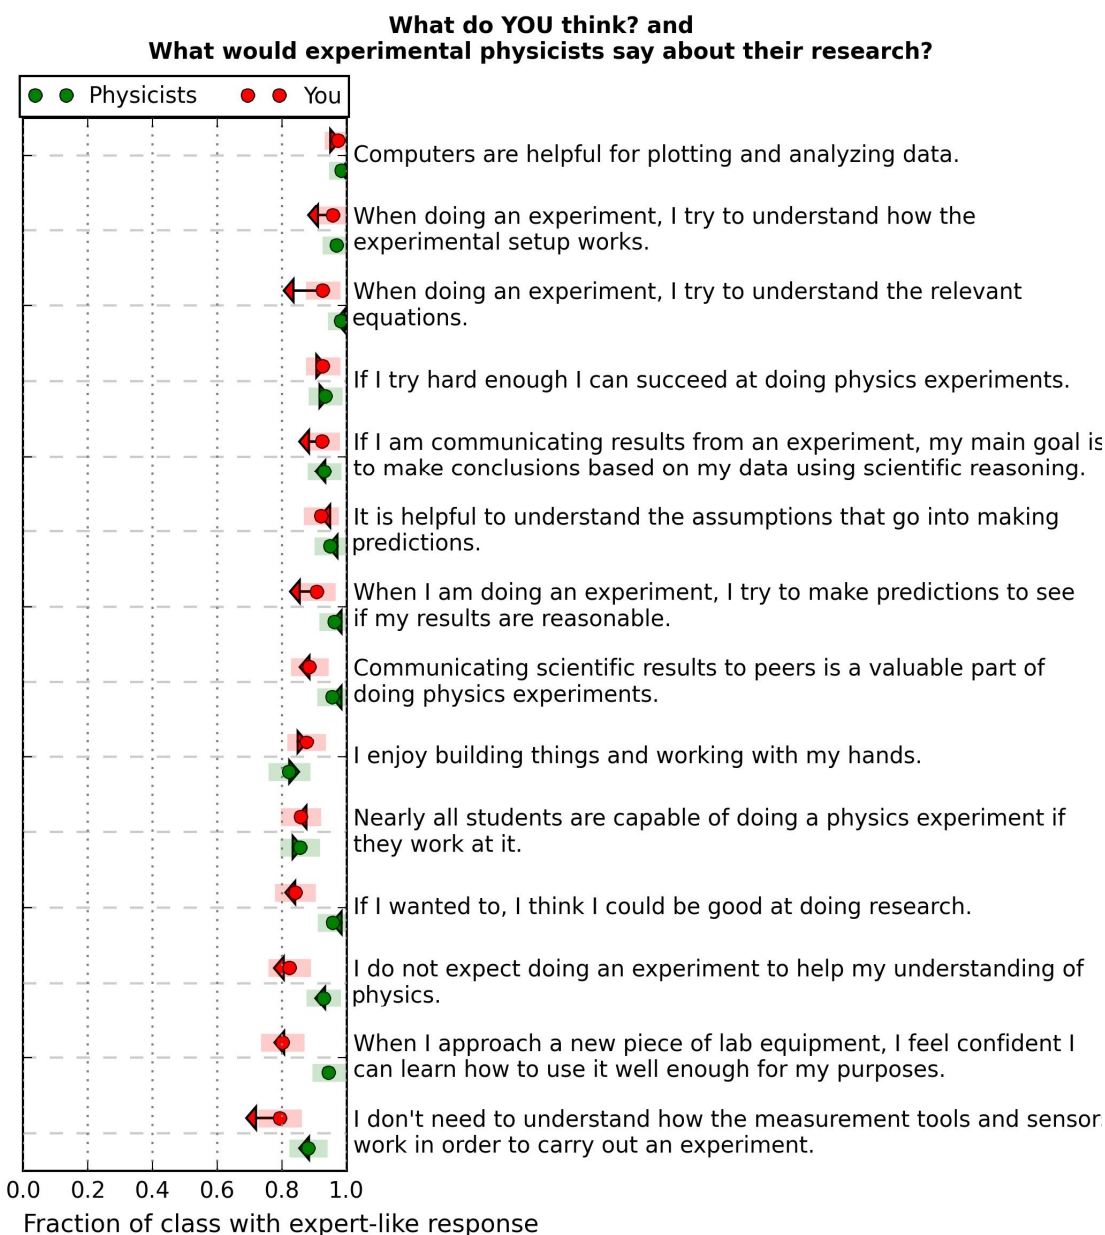 What do YOU think? and
What would experimental physicists say about their research?
Physicists You
Computers are helpful for plotting and analyzing data.
When doing an experiment, I try to understand how the
experimental setup works.
When doing an experiment, I try to understand the relevant
equations.
If I try hard enough I can succeed at doing physics experiments.
If I am communicating results from an experiment, my main goal is
to make conclusions based on my data using scientific reasoning.
It is helpful to understand the assumptions that go into making
predictions.
When I am doing an experiment, I try to make predictions to see
if my results are reasonable.
Communicating scientific results to peers is a valuable part of
doing physics experiments.
I enjoy building things and working with my hands.
Nearly all students are capable of doing a physics experiment if
they work at it.
If I wanted to, I think I could be good at doing research.
I do not expect doing an experiment to help my understanding of
physics.
When I approach a new piece of lab equipment, I feel confident I
can learn how to use it well enough for my purposes.
I don't need to understand how the measurement tools and sensor
work in order to carry out an experiment.
0.0 0.2 0.4 0.6 0.8 1.0
Fraction of class with expert-like response